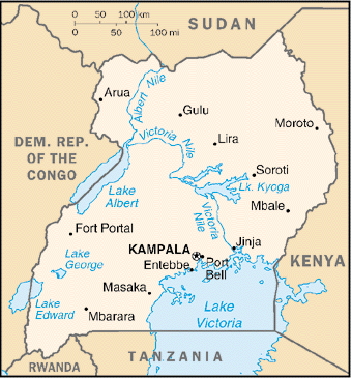 0 50 100 km
0 50 100 mi
SUDAN
Albert Nile
Arua
Gulu
Moroto
Victoria Nile
Lira
DEM. REP.
OF THE
CONGO
Soroti
Lk. Kyoga
Lake
Albert
Victoria
Nile
Mbale
Fort Portal
KAMPALA
Jinja
Entebbe
Port
Bell
KENYA
Lake
George
Masaka
Lake
Edward
Mbarara
Lake
Victoria
RWANDA
TANZANIA